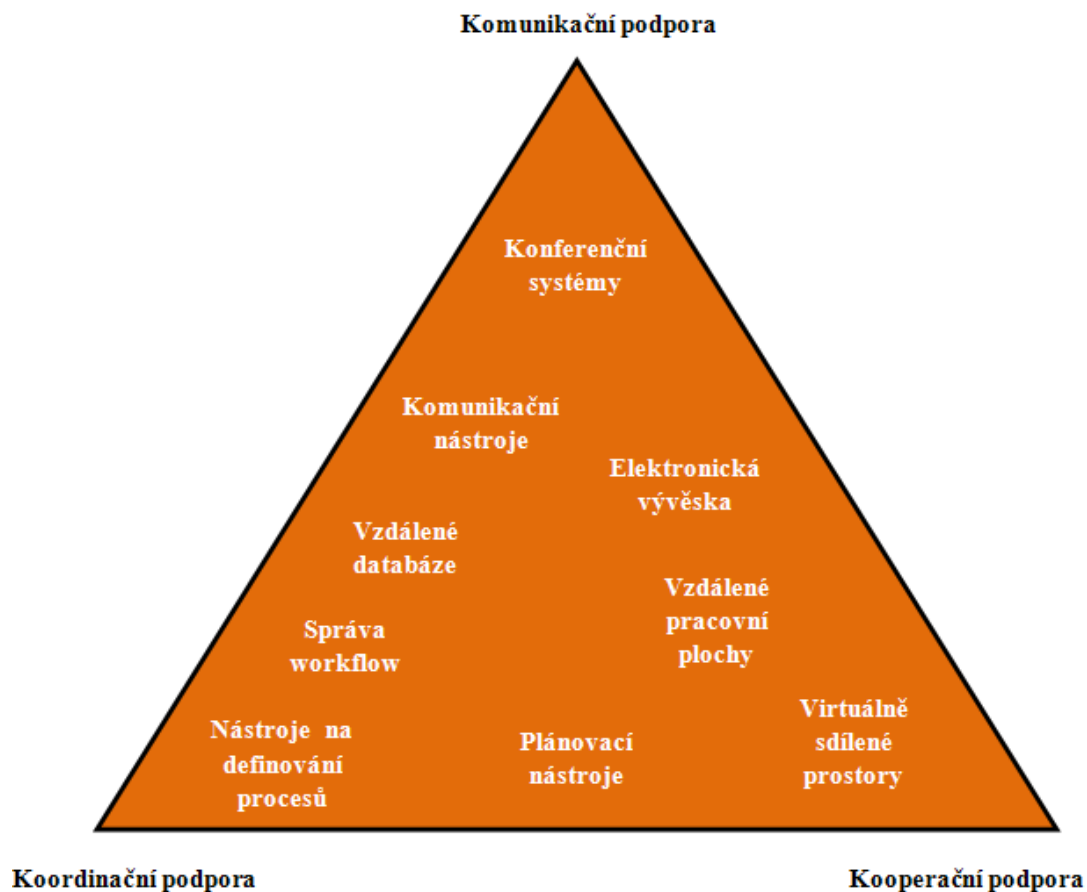 Komunikační podpora
Konferenční
systémy
Komunikační
nástroje
Elektronická
vývěska
Vzdálené
databáze
Vzdálené
pracovní
plochy
Správa
workflow
Nástroje na
definování
procesů
Plánovací
nástroje
Virtuálně
sdílené
prostory
Koordinační podpora
Kooperační podpora